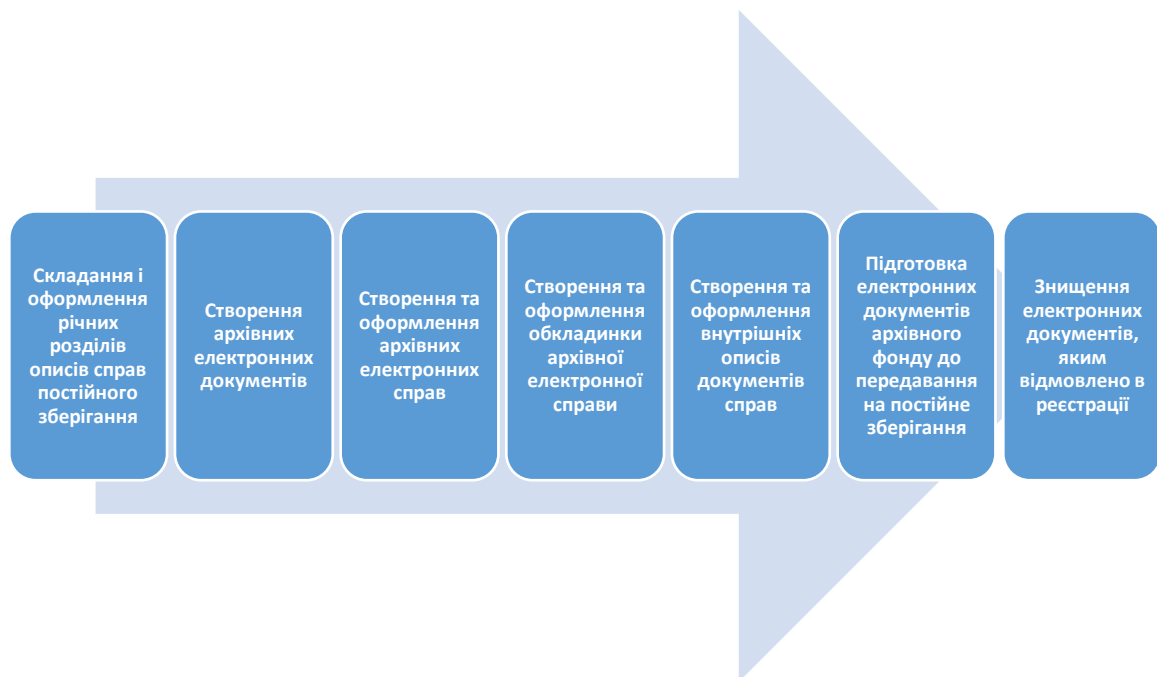 Складання і
оформлення
річних
розділів
описів справ
постійного
зберігання
Створення
архівних
електронних
документів
Створення та
оформлення
архівних
електронних
справ
Створення та
оформлення
обкладинки
архівної
електронної
справи
Створення та
оформлення
внутрішніх
описів
документів
справ
Підготовка
електронних
документів
архівного
фонду до
передавання
на постійне
зберігання
Знищення
електронних
документів,
яким
відмовлено в
реєстрації